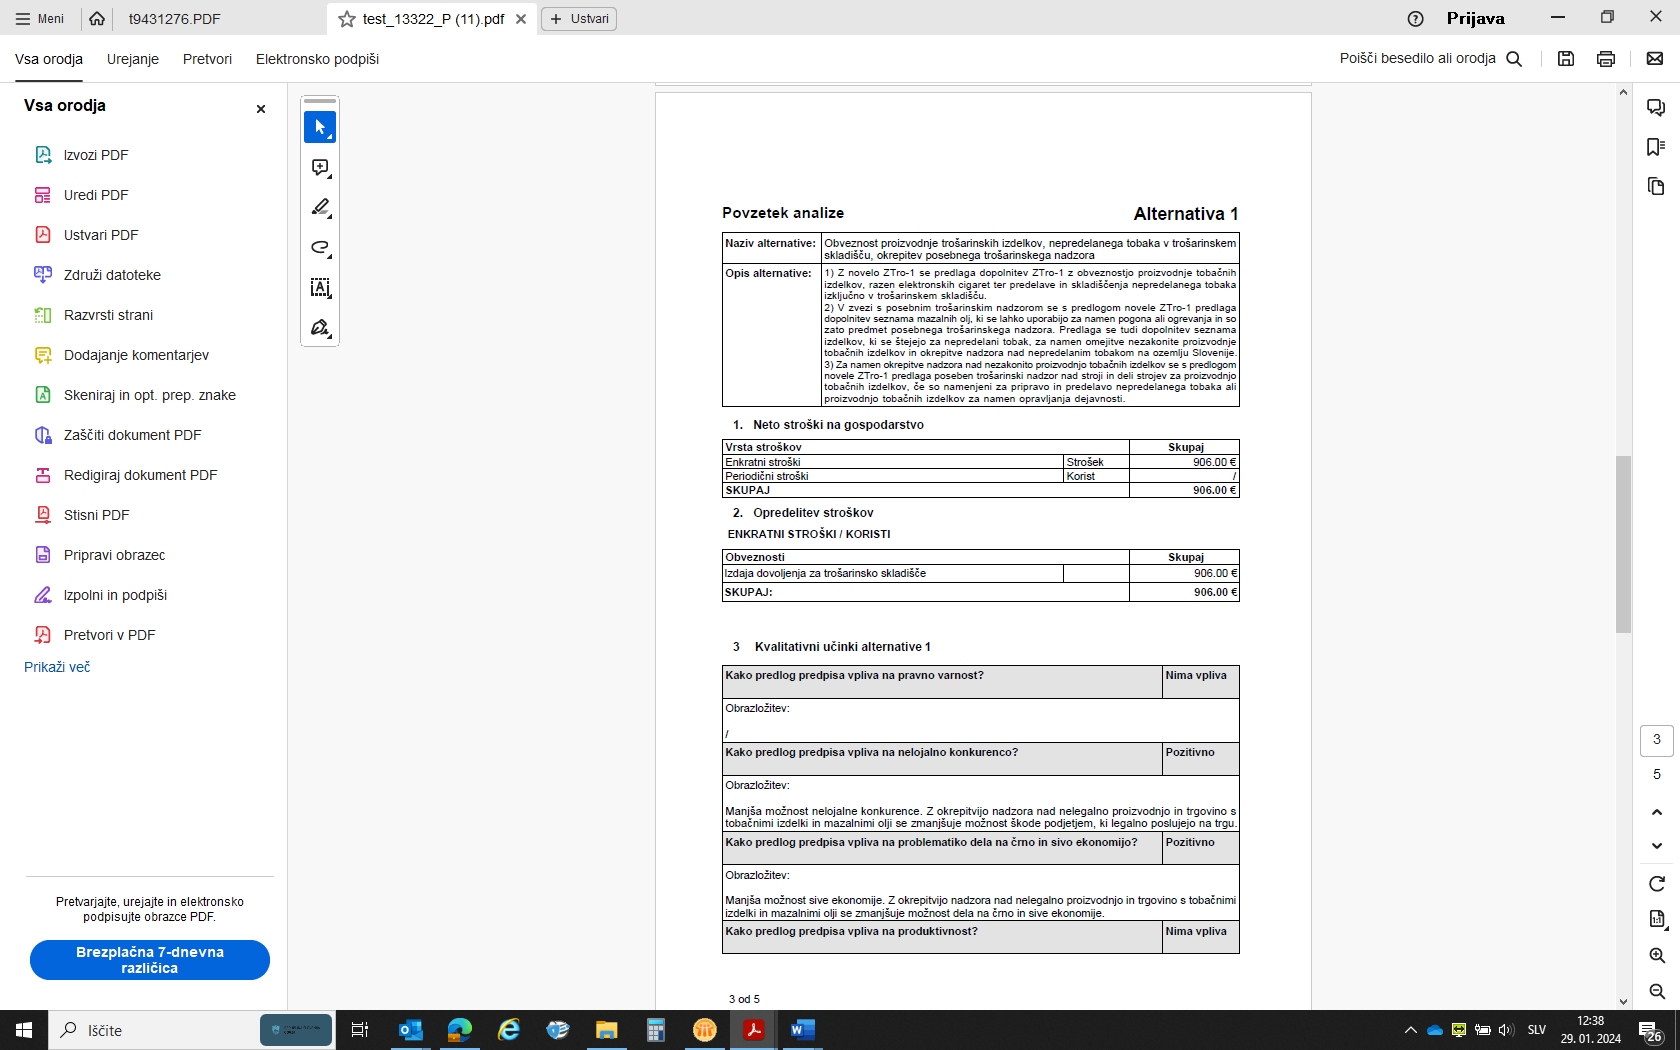 Meni
t9431276.PDF
test_13322_P (11).pdf
Ustvari
Prijava
Vsa orodja
Urejanje
Pretvori
Elektronsko podpiši
Poišči besedilo ali orodja
Vsa orodja
Izvozi PDF
Uredi PDF
Ustvari PDF
Združi datoteke
Razvrsti strani
Dodajanje komentarjev
Skeniraj in opt. prep. znake
Zaščiti dokument PDF
Redigiraj dokument PDF
Stisni PDF
Pripravi obrazec
Izpolni in podpiši
Pretvori v PDF
Prikaži več
Pretvarjajte, urejajte in elektronsko
podpisujte obrazce PDF.
Brezplačna 7-dnevna
različica
Povzetek analize
Alternativa 1
Naziv alternative: Obveznost proizvodnje trošarinskih izdelkov, nepredelanega tobaka v trošarinskem
skladišču, okrepitev posebnega trošarinskega nadzora
Opis alternative: 1) Z novelo ZTro-1 se predlaga dopolnitev ZTro-1 z obveznostjo proizvodnje tobačnih
izdelkov, razen elektronskih cigaret ter predelave in skladiščenja nepredelanega tobaka
izključno v trošarinskem skladišču.
2) V zvezi s posebnim trošarinskim nadzorom se s predlogom novele ZTro-1 predlaga
dopolnitev seznama mazalnih olj, ki se lahko uporabijo za namen pogona ali ogrevanja in so
zato predmet posebnega trošarinskega nadzora. Predlaga se tudi dopolnitev seznama
izdelkov, ki se štejejo za nepredelani tobak, za namen omejitve nezakonite proizvodnje
tobačnih izdelkov in okrepitve nadzora nad nepredelanim tobakom na ozemlju Slovenije.
3) Za namen okrepitve nadzora nad nezakonito proizvodnjo tobačnih izdelkov se s predlogom
novele ZTro-1 predlaga poseben trošarinski nadzor nad stroji in deli strojev za proizvodnjo
tobačnih izdelkov, če so namenjeni za pripravo in predelavo nepredelanega tobaka ali
proizvodnjo tobačnih izdelkov za namen opravljanja dejavnosti.
1. Neto stroški na gospodarstvo
Vrsta stroškov Skupaj
Enkratni stroški Strošek 906.00 €
Periodični stroški Korist /
SKUPAJ 906.00 €
2. Opredelitev stroškov
ENKRATNI STROŠKI / KORISTI
Obveznosti Skupaj
Izdaja dovoljenja za trošarinsko skladišče 906.00 €
SKUPAJ: 906.00 €
3 Kvalitativni učinki alternative 1
Kako predlog predpisa vpliva na pravno varnost? Nima vpliva
Obrazložitev:
/
Kako predlog predpisa vpliva na nelojalno konkurenco? Pozitivno
Obrazložitev:
Manjša možnost nelojalne konkurence. Z okrepitvijo nadzora nad nelegalno proizvodnjo in trgovino s
tobačnimi izdelki in mazalnimi olji se zmanjšuje možnost škode podjetjem, ki legalno poslujejo na trgu.
Kako predlog predpisa vpliva na problematiko dela na črno in sivo ekonomijo? Pozitivno
Obrazložitev:
Manjša možnost sive ekonomije. Z okrepitvijo nadzora nad nelegalno proizvodnjo in trgovino s tobačnimi
izdelki in mazalnimi olji se zmanjšuje možnost dela na črno in sive ekonomije.
Kako predlog predpisa vpliva na produktivnost? Nima vpliva
3 od 5
3
5
Iščite
SLV
12:38
29. 01. 2024
26